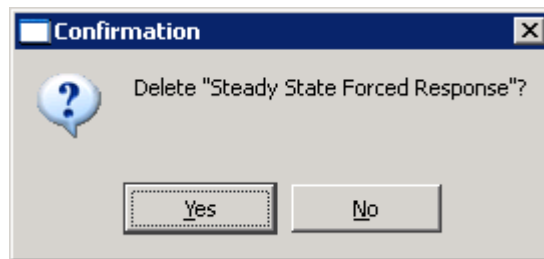 Confirmation
Delete "Steady State Forced Response"?
Yes
No